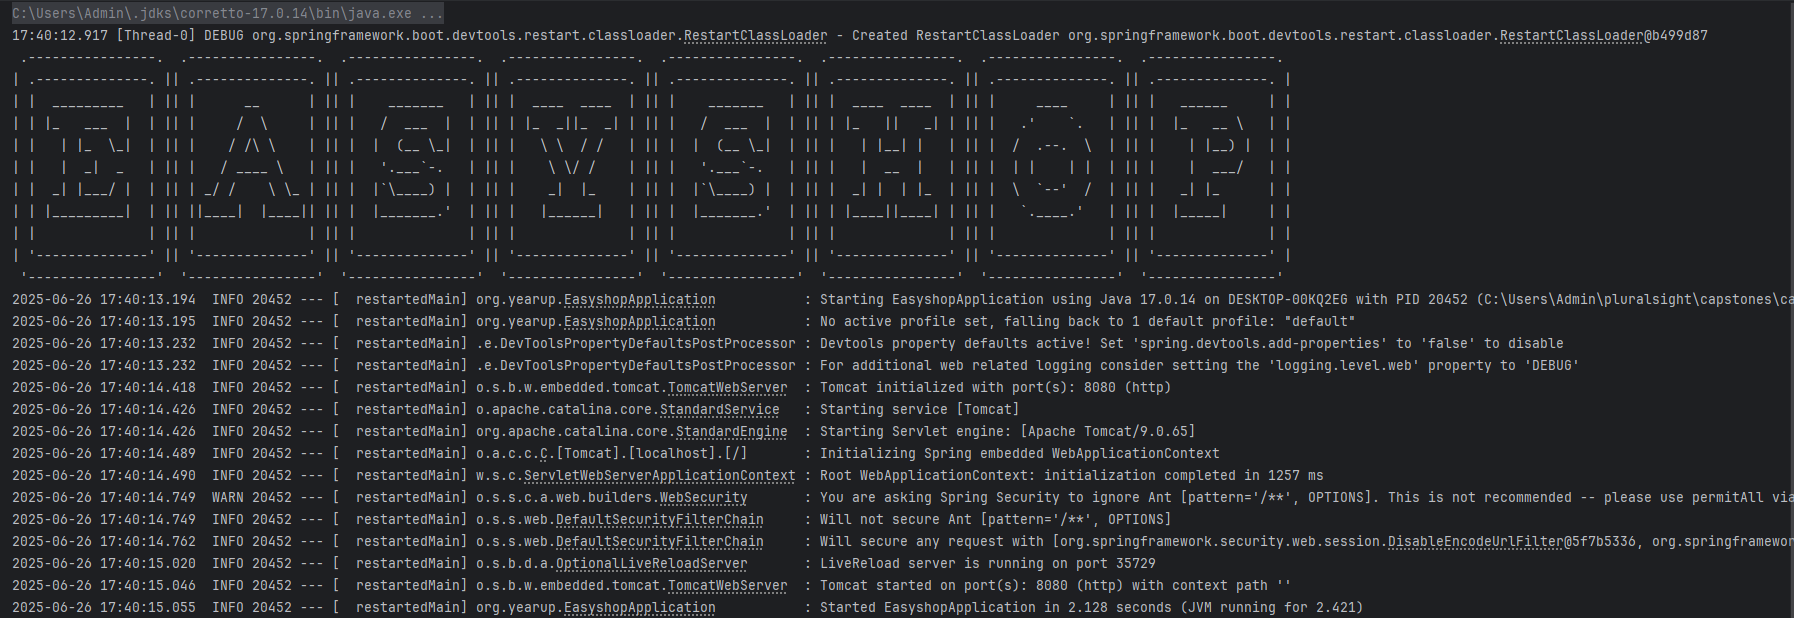 C:\Users\Admin\.jdks\corretto-17.0.14\bin\java.exe ...
17:40:12.917 [Thread-0] DEBUG org.springframework.boot.devtools.restart.classloader.RestartClassLoader - Created RestartClassLoader org.springframework.boot.devtools.restart.classloader.RestartClassLoader@b499d87
EASYSHOP
2025-06-26 17:40:13.194  INFO 20452 --- [  restartedMain] org.yearup.EasyshopApplication           : Starting EasyshopApplication using Java 17.0.14 on DESKTOP-00KQ2EG with PID 20452 (C:\Users\Admin\pluralsight\capstones\ca
2025-06-26 17:40:13.195  INFO 20452 --- [  restartedMain] org.yearup.EasyshopApplication           : No active profile set, falling back to 1 default profile: "default"
2025-06-26 17:40:13.232  INFO 20452 --- [  restartedMain] .e.DevToolsPropertyDefaultsPostProcessor : Devtools property defaults active! Set 'spring.devtools.add-properties' to 'false' to disable
2025-06-26 17:40:13.232  INFO 20452 --- [  restartedMain] .e.DevToolsPropertyDefaultsPostProcessor : For additional web related logging consider setting the 'logging.level.web' property to 'DEBUG'
2025-06-26 17:40:14.418  INFO 20452 --- [  restartedMain] o.s.b.w.embedded.tomcat.TomcatWebServer  : Tomcat initialized with port(s): 8080 (http)
2025-06-26 17:40:14.426  INFO 20452 --- [  restartedMain] o.apache.catalina.core.StandardService   : Starting service [Tomcat]
2025-06-26 17:40:14.426  INFO 20452 --- [  restartedMain] org.apache.catalina.core.StandardEngine  : Starting Servlet engine: [Apache Tomcat/9.0.65]
2025-06-26 17:40:14.489  INFO 20452 --- [  restartedMain] o.a.c.c.C.[Tomcat].[localhost].[/]       : Initializing Spring embedded WebApplicationContext
2025-06-26 17:40:14.490  INFO 20452 --- [  restartedMain] w.s.c.ServletWebServerApplicationContext : Root WebApplicationContext: initialization completed in 1257 ms
2025-06-26 17:40:14.749  WARN 20452 --- [  restartedMain] o.s.s.c.a.web.builders.WebSecurity       : You are asking Spring Security to ignore Ant [pattern='/**', OPTIONS]. This is not recommended -- please use permitAll via
2025-06-26 17:40:14.749  INFO 20452 --- [  restartedMain] o.s.s.web.DefaultSecurityFilterChain     : Will not secure Ant [pattern='/**', OPTIONS]
2025-06-26 17:40:14.762  INFO 20452 --- [  restartedMain] o.s.s.web.DefaultSecurityFilterChain     : Will secure any request with [org.springframework.security.web.session.DisableEncodeUrlFilter@5f7b5336, org.springframewor
2025-06-26 17:40:15.020  INFO 20452 --- [  restartedMain] o.s.b.d.a.OptionalLiveReloadServer       : LiveReload server is running on port 35729
2025-06-26 17:40:15.046  INFO 20452 --- [  restartedMain] o.s.b.w.embedded.tomcat.TomcatWebServer  : Tomcat started on port(s): 8080 (http) with context path ''
2025-06-26 17:40:15.055  INFO 20452 --- [  restartedMain] org.yearup.EasyshopApplication           : Started EasyshopApplication in 2.128 seconds (JVM running for 2.421)